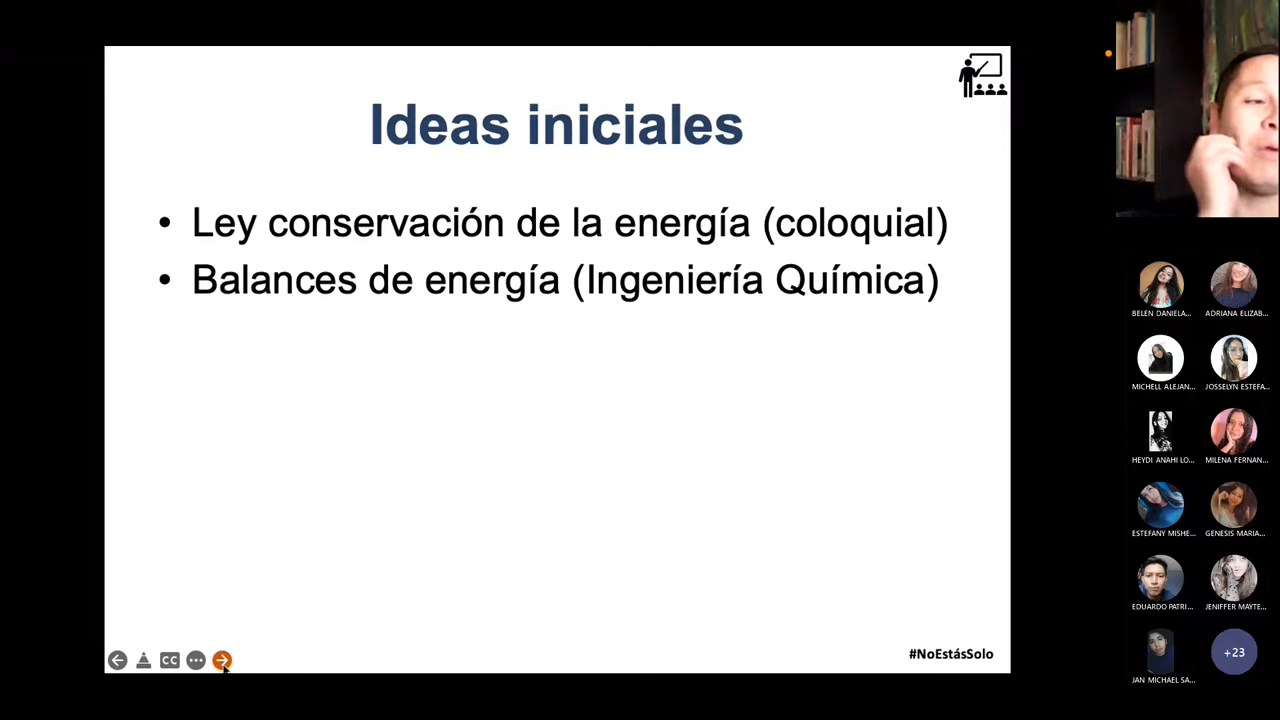 Ideas iniciales
• Ley conservación de la energía (coloquial)
• Balances de energía (Ingeniería Química)
CC
#NoEstásSolo
BELEN DANIELA...
ADRIANA ELIZAB...
MICHELL ALEJAN...
JOSSELYN ESTEFA...
HEYDI ANAHI LO...
MILENA FERNAN...
ESTEFANY MISHE...
GENESIS MARIA...
EDUARDO PATRI...
JENIFFER MAYTE...
JAN MICHAEL SA...
+23